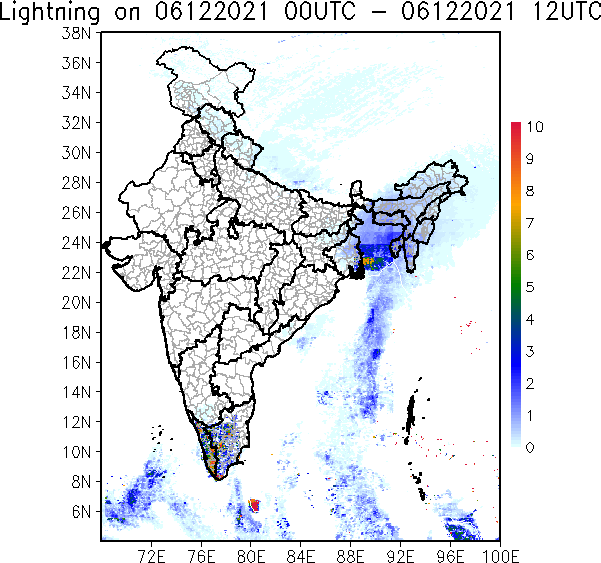 Lightning on 06122021 00UTC – 06122021 12UTC
38N
36N
34N
32N
30N
28N
26N
24N
22N
20N
18N
16N
14N
12N
10N
8N
6N
72E 76E 80E 84E 88E 92E 96E 100E
10
9
8
7
6
5
4
3
2
1
0